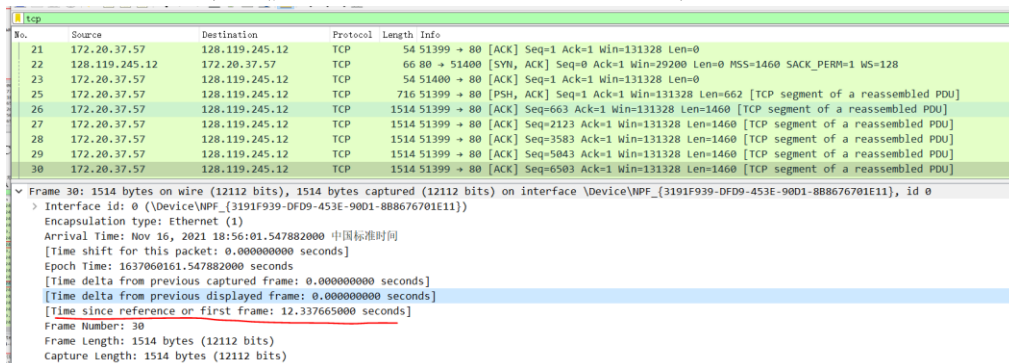 tcp
No. Source Destination Protocol Length Info
21 172.20.37.57 128.119.245.12 TCP 54 51399 → 80 [ACK] Seq=1 Ack=1 Win=131328 Len=0
22 128.119.245.12 172.20.37.57 TCP 66 80 → 51400 [SYN, ACK] Seq=0 Ack=1 Win=29200 Len=0 MSS=1460 SACK_PERM=1 WS=128
23 172.20.37.57 128.119.245.12 TCP 54 51400 → 80 [ACK] Seq=1 Ack=1 Win=131328 Len=0
25 172.20.37.57 128.119.245.12 TCP 716 51399 → 80 [PSH, ACK] Seq=1 Ack=1 Win=131328 Len=662 [TCP segment of a reassembled PDU]
26 172.20.37.57 128.119.245.12 TCP 1514 51399 → 80 [ACK] Seq=663 Ack=1 Win=131328 Len=1460 [TCP segment of a reassembled PDU]
27 172.20.37.57 128.119.245.12 TCP 1514 51399 → 80 [ACK] Seq=2123 Ack=1 Win=131328 Len=1460 [TCP segment of a reassembled PDU]
28 172.20.37.57 128.119.245.12 TCP 1514 51399 → 80 [ACK] Seq=3583 Ack=1 Win=131328 Len=1460 [TCP segment of a reassembled PDU]
29 172.20.37.57 128.119.245.12 TCP 1514 51399 → 80 [ACK] Seq=5043 Ack=1 Win=131328 Len=1460 [TCP segment of a reassembled PDU]
30 172.20.37.57 128.119.245.12 TCP 1514 51399 → 80 [ACK] Seq=6503 Ack=1 Win=131328 Len=1460 [TCP segment of a reassembled PDU]
Frame 30: 1514 bytes on wire (12112 bits), 1514 bytes captured (12112 bits) on interface \Device\NPF_{3191F939-DFD9-453E-90D1-8B8676701E11}, id 0
Interface id: 0 (\Device\NPF_{3191F939-DFD9-453E-90D1-8B8676701E11})
Encapsulation type: Ethernet (1)
Arrival Time: Nov 16, 2021 18:56:01.547882000 中国标准时间
[Time shift for this packet: 0.000000000 seconds]
Epoch Time: 1637060161.547882000 seconds
[Time delta from previous captured frame: 0.000000000 seconds]
[Time delta from previous displayed frame: 0.000000000 seconds]
[Time since reference or first frame: 12.337665000 seconds]
Frame Number: 30
Frame Length: 1514 bytes (12112 bits)
Capture Length: 1514 bytes (12112 bits)